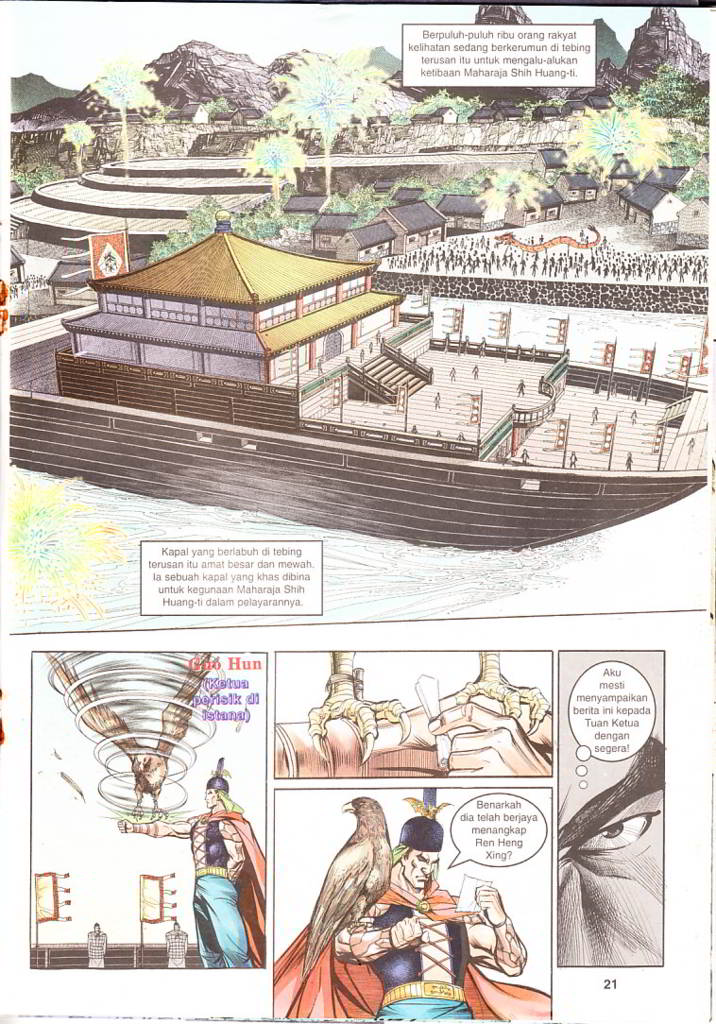 Berpuluh-puluh ribu orang rakyat
kelihatan sedang berkerumun di tebing
terusan itu untuk mengalu-alukan
ketibaan Maharaja Shih Huang-ti.
Kapal yang berlabuh di tebing
terusan itu amat besar dan mewah.
Ia sebuah kapal yang khas dibina
untuk kegunaan Maharaja Shih
Huang-ti dalam pelayarannya.
Guo Hun
(Ketua
perisik di
istana)
Benarkah
dia telah berjaya
menangkap
Ren Heng
Xing?
Aku
mesti
menyampaikan
berita ini kepada
Tuan Ketua
dengan
segera!
21